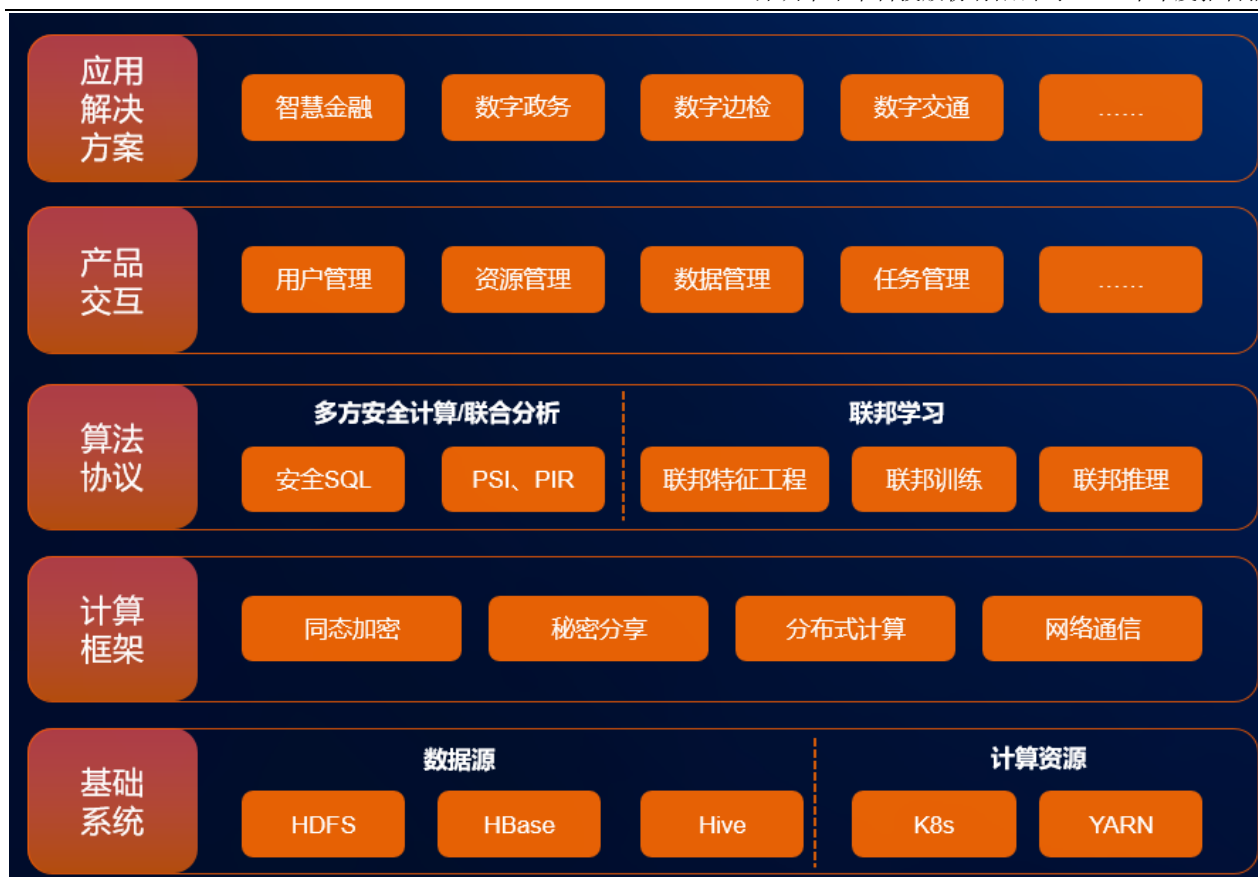 应用
解决
方案
智慧金融
数字政务
数字边检
数字交通
……
产品
交互
用户管理
资源管理
数据管理
任务管理
……
算法
协议
多方安全计算/联合分析
联邦学习
安全SQL
PSI、PIR
联邦特征工程
联邦训练
联邦推理
计算
框架
同态加密
秘密分享
分布式计算
网络通信
基础
系统
数据源
计算资源
HDFS
HBase
Hive
K8s
YARN